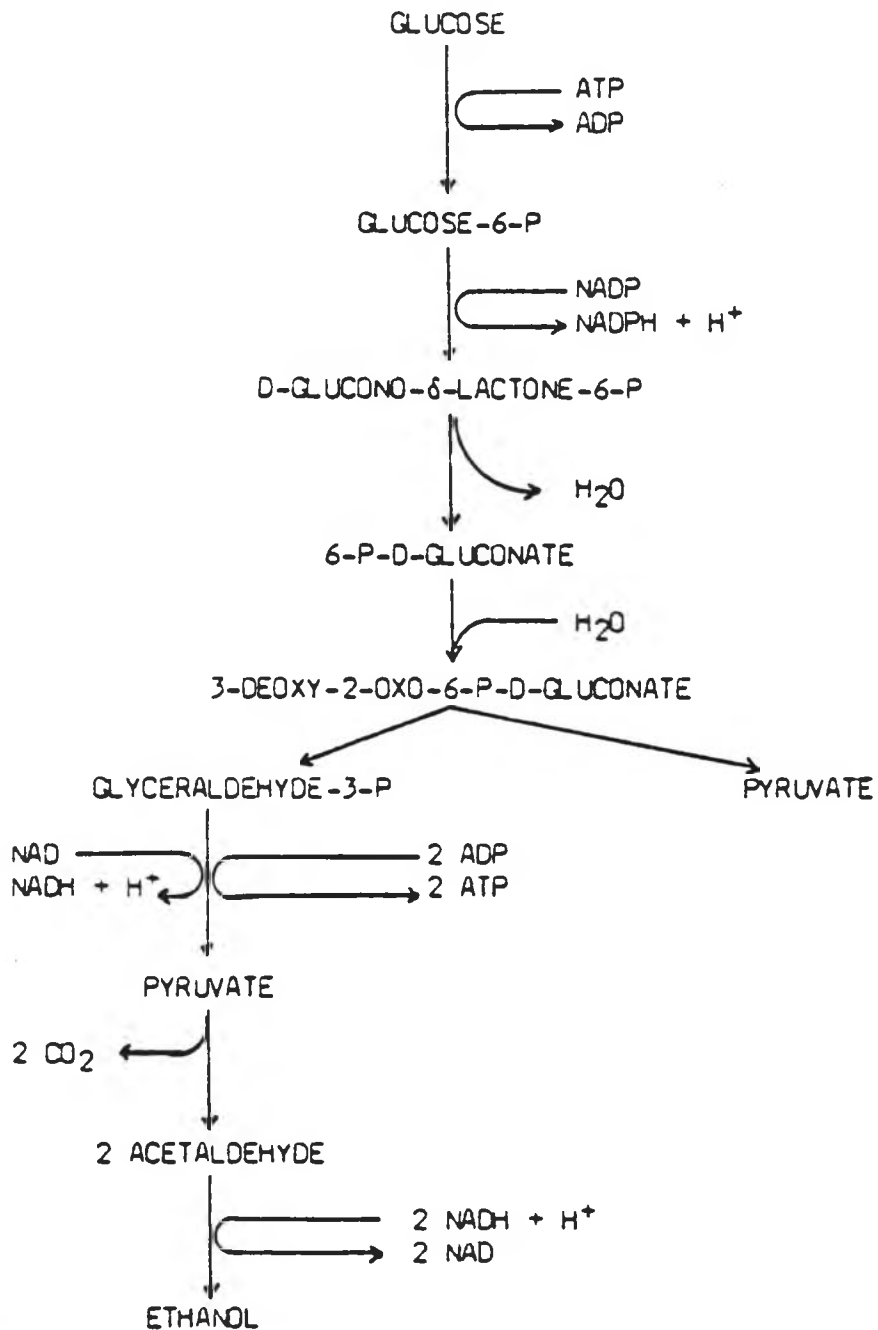 GLUCOSE
ATP
ADP
GLUCOSE-6-P
NADP
NADPH + H⁺
D-GLUCONO-δ-LACTONE-6-P
H₂O
6-P-D-GLUCONATE
H₂O
3-DEOXY-2-OXO-6-P-D-GLUCONATE
GLYCERALDEHYDE-3-P
PYRUVATE
NAD
2 ADP
NADH + H⁺
2 ATP
PYRUVATE
2 CO₂
2 ACETALDEHYDE
2 NADH + H⁺
2 NAD
ETHANOL